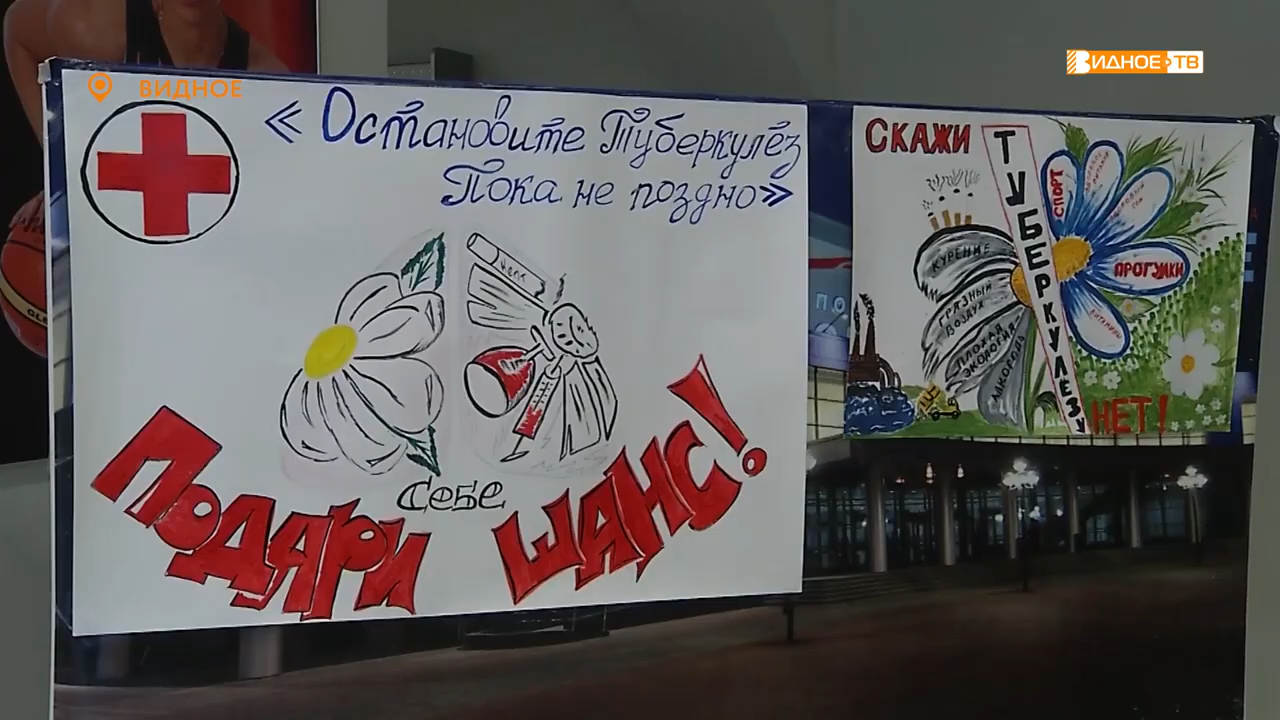 ВИДНОЕ
ВИДНОЕ ТВ
«Остановите Туберкулёз
Пока не поздно»
Подари
себе
шанс!
СКАЖИ
ТУБЕРКУЛЁЗУ
НЕТ!
КУРЕНИЕ
ГРЯЗНЫЙ
ВОЗДУХ
ПЛОХАЯ
ЭКОЛОГИЯ
АЛКОГОЛЬ
СПОРТ
ПРОГУЛКИ
ВИТАМИНЫ